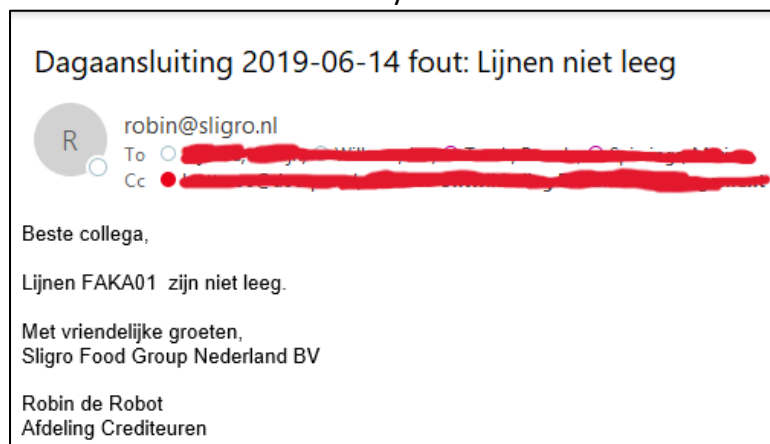 Dagaansluiting 2019-06-14 fout: Lijnen niet leeg
R
robin@sligro.nl
To
Cc
Beste collega,
Lijnen FAKA01 zijn niet leeg.
Met vriendelijke groeten,
Sligro Food Group Nederland BV
Robin de Robot
Afdeling Crediteuren